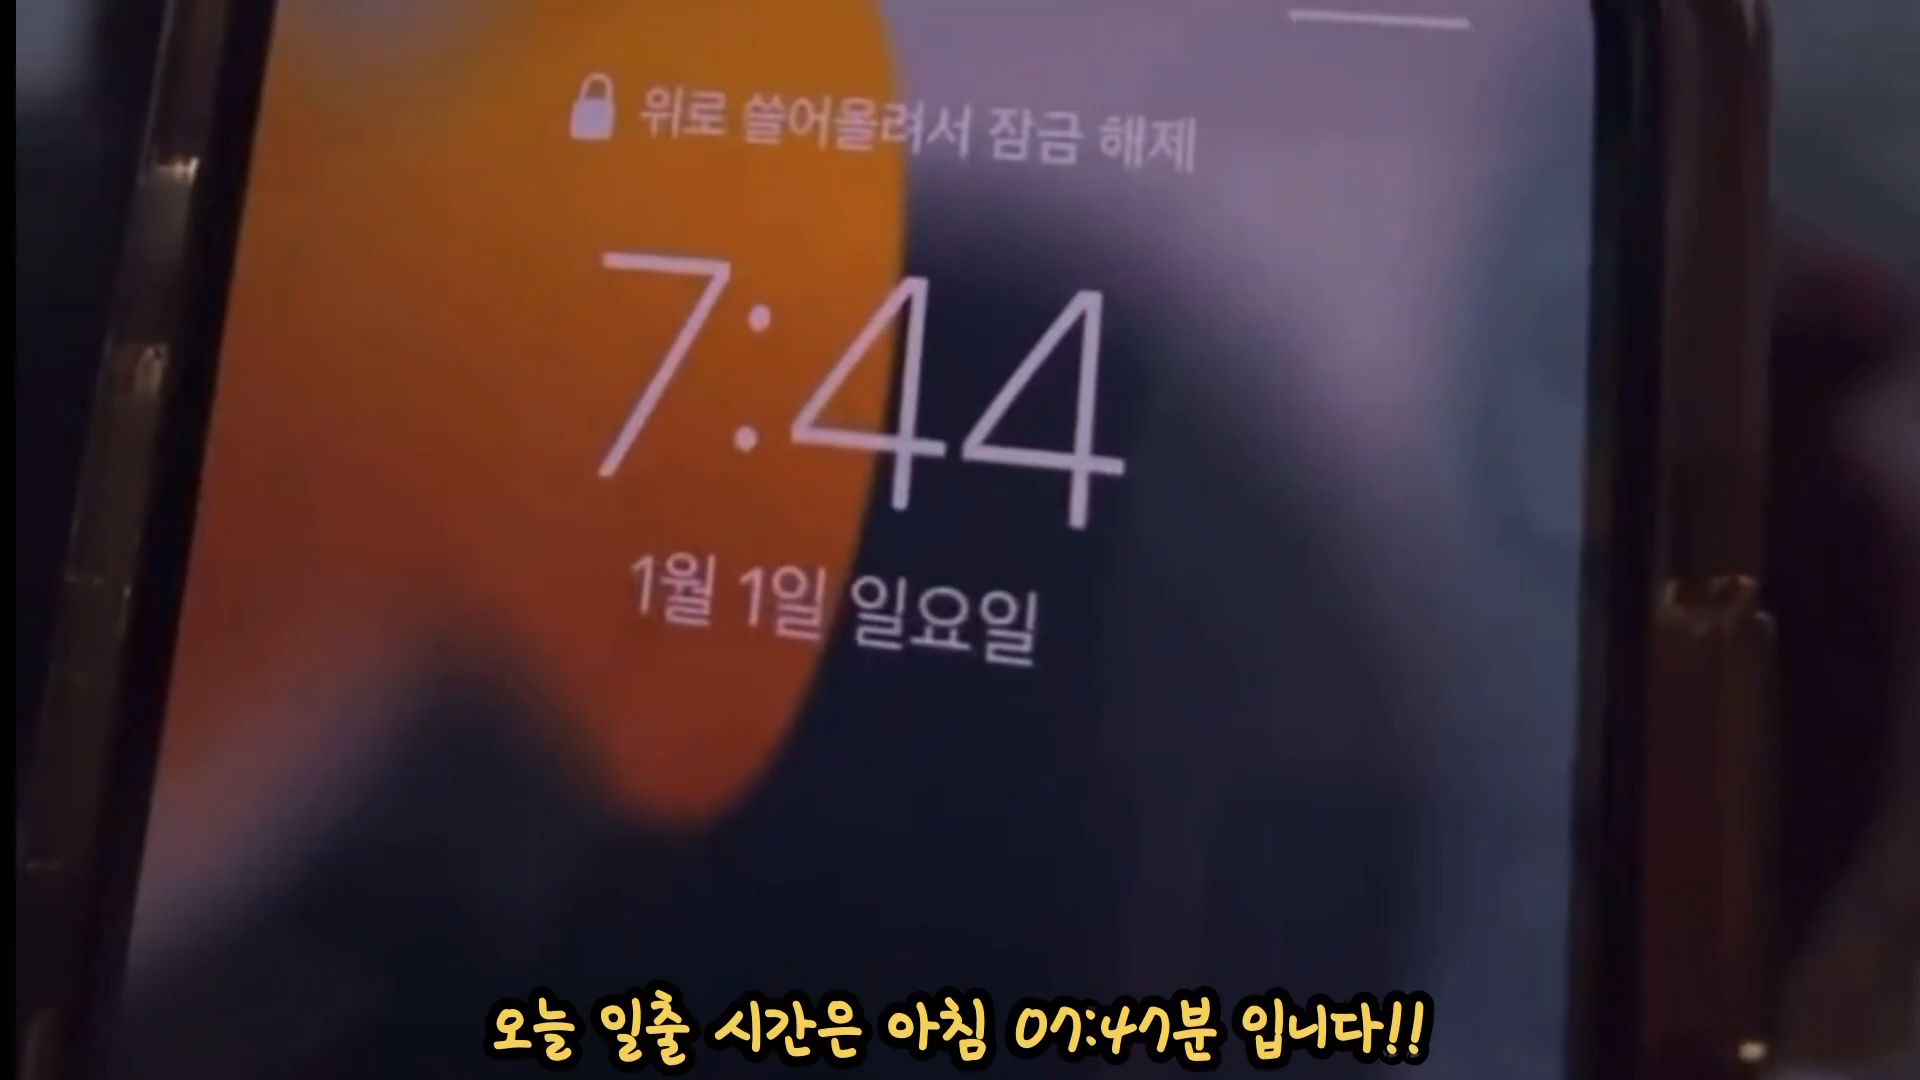 위로 쓸어올려서 잠금 해제
7:44
1월 1일 일요일
오늘 일출 시간은 아침 07:47분 입니다!!